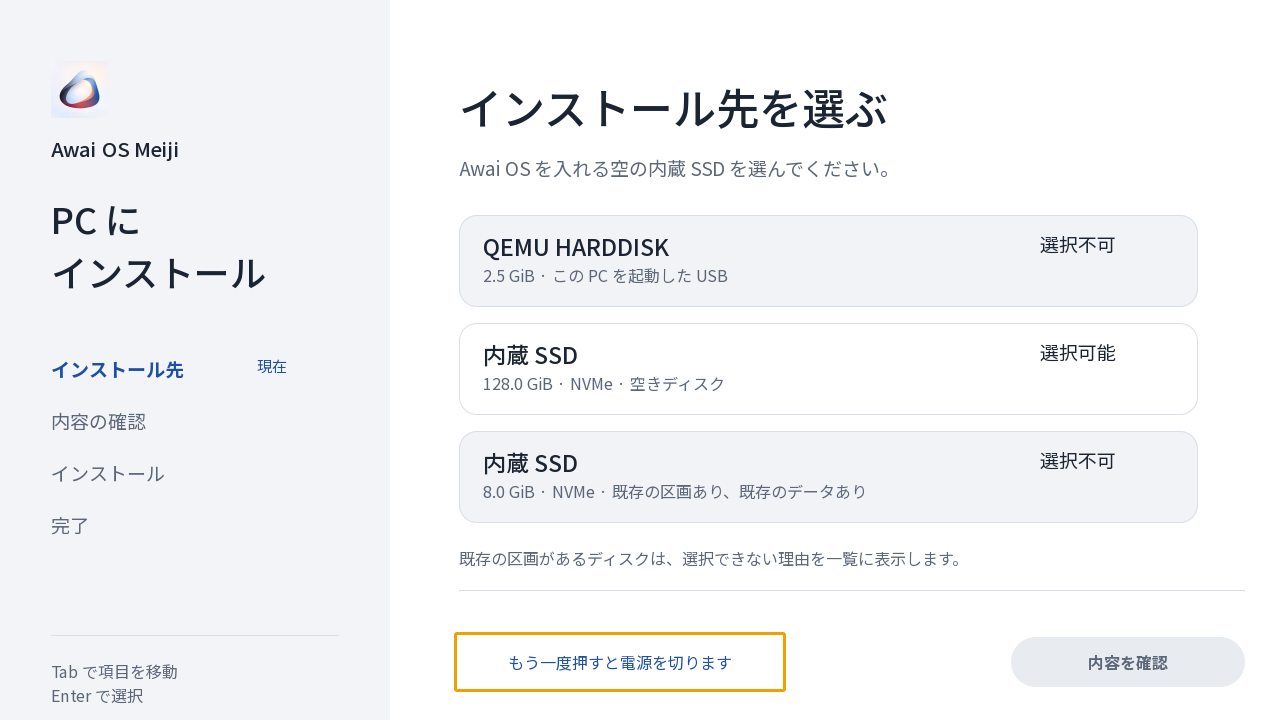 Awai OS Meiji
PC に
インストール
インストール先 現在
内容の確認
インストール
完了
Tab で項目を移動
Enter で選択
インストール先を選ぶ
Awai OS を入れる空の内蔵 SSD を選んでください。
QEMU HARDDISK 選択不可
2.5 GiB · この PC を起動した USB
内蔵 SSD 選択可能
128.0 GiB · NVMe · 空きディスク
内蔵 SSD 選択不可
8.0 GiB · NVMe · 既存の区画あり、既存のデータあり
既存の区画があるディスクは、選択できない理由を一覧に表示します。
もう一度押すと電源を切ります 内容を確認